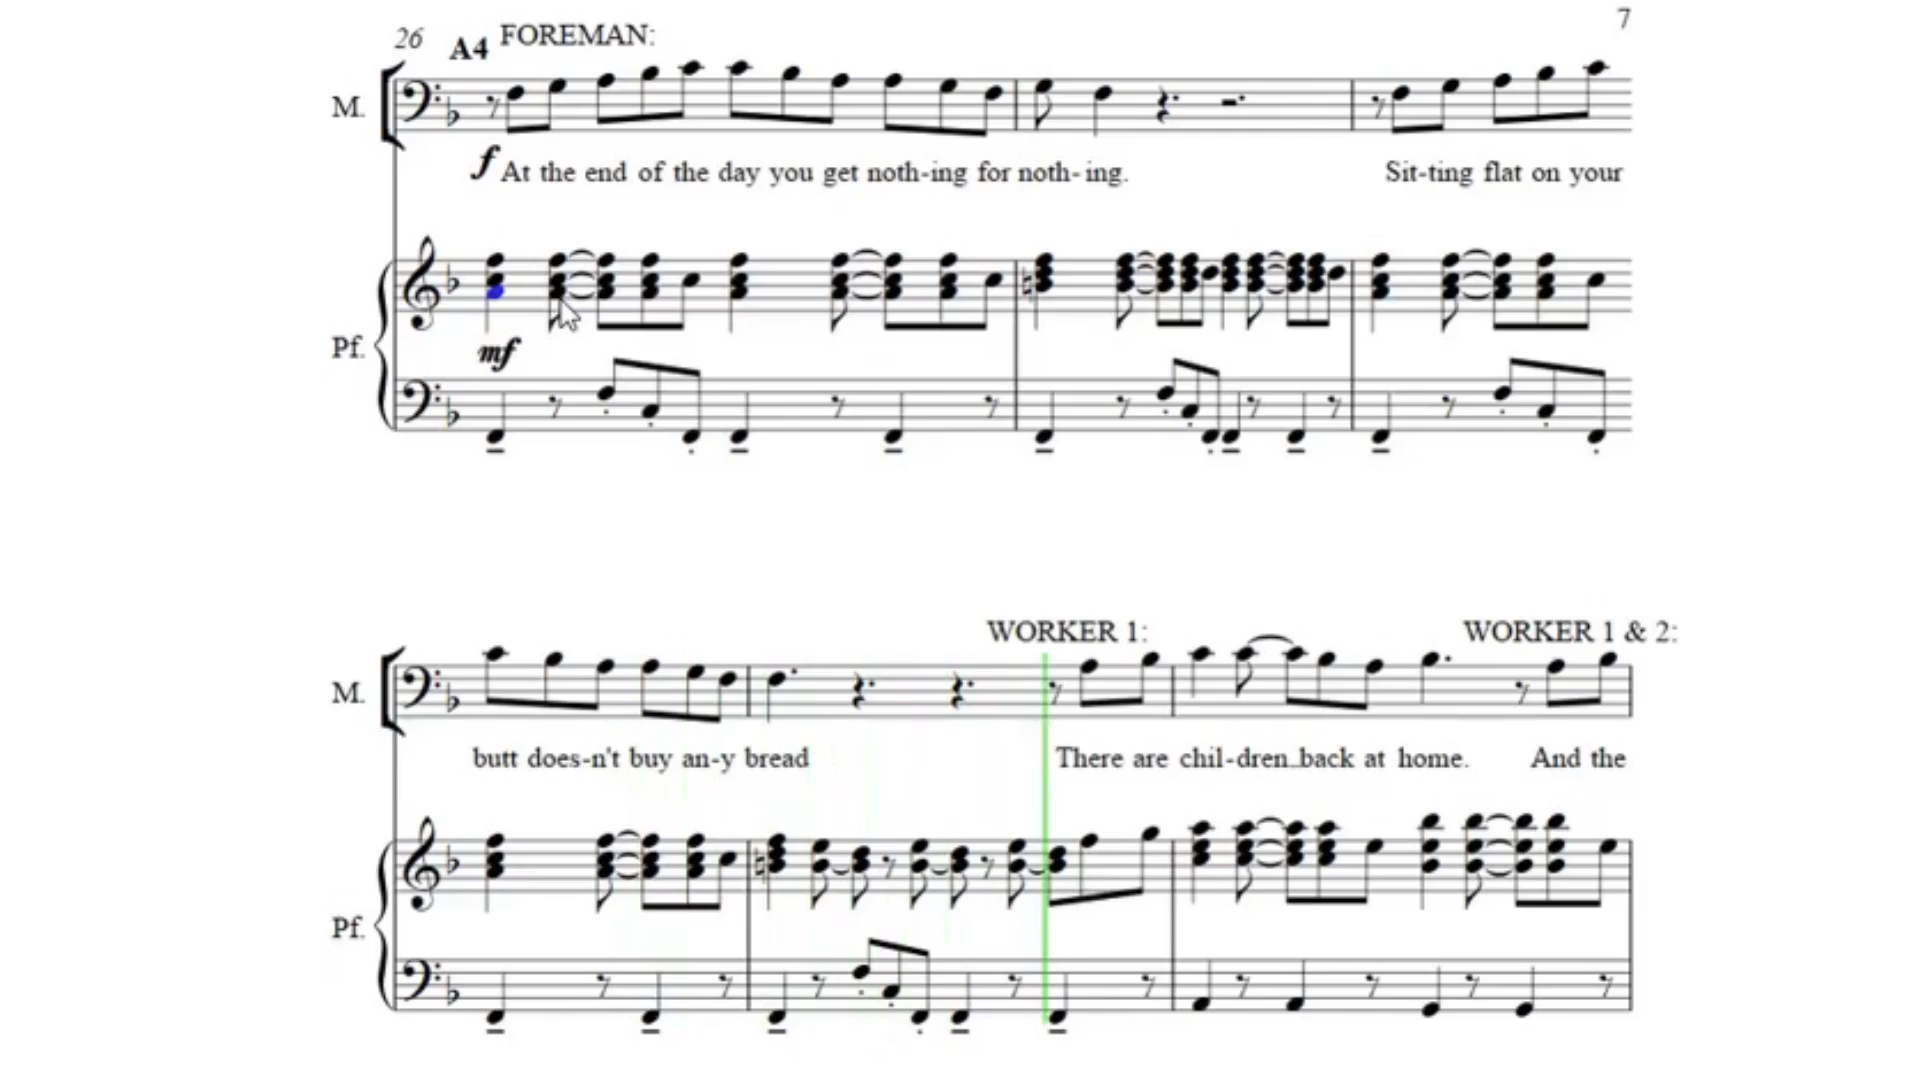 7
26 A4 FOREMAN:
M.
f At the end of the day you get noth-ing for noth-ing. Sit-ting flat on your
mf
Pf.
WORKER 1: WORKER 1 & 2:
M.
butt does-n't buy an-y bread There are chil-dren_back at home. And the
Pf.